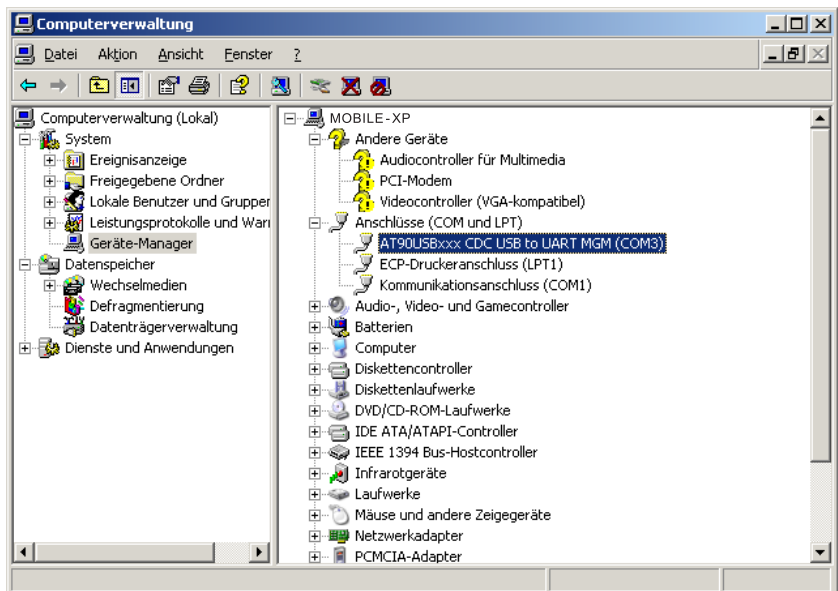 Computerverwaltung
Datei Aktion Ansicht Fenster ?
Computerverwaltung (Lokal)
System
Ereignisanzeige
Freigegebene Ordner
Lokale Benutzer und Gruppen
Leistungsprotokolle und Warn
Geräte-Manager
Datenspeicher
Wechselmedien
Defragmentierung
Datenträgerverwaltung
Dienste und Anwendungen
MOBILE-XP
Andere Geräte
Audiocontroller für Multimedia
PCI-Modem
Videocontroller (VGA-kompatibel)
Anschlüsse (COM und LPT)
AT90USBxxx CDC USB to UART MGM (COM3)
ECP-Druckeranschluss (LPT1)
Kommunikationsanschluss (COM1)
Audio-, Video- und Gamecontroller
Batterien
Computer
Diskettencontroller
Diskettenlaufwerke
DVD/CD-ROM-Laufwerke
IDE ATA/ATAPI-Controller
IEEE 1394 Bus-Hostcontroller
Infrarotgeräte
Laufwerke
Mäuse und andere Zeigegeräte
Netzwerkadapter
PCMCIA-Adapter